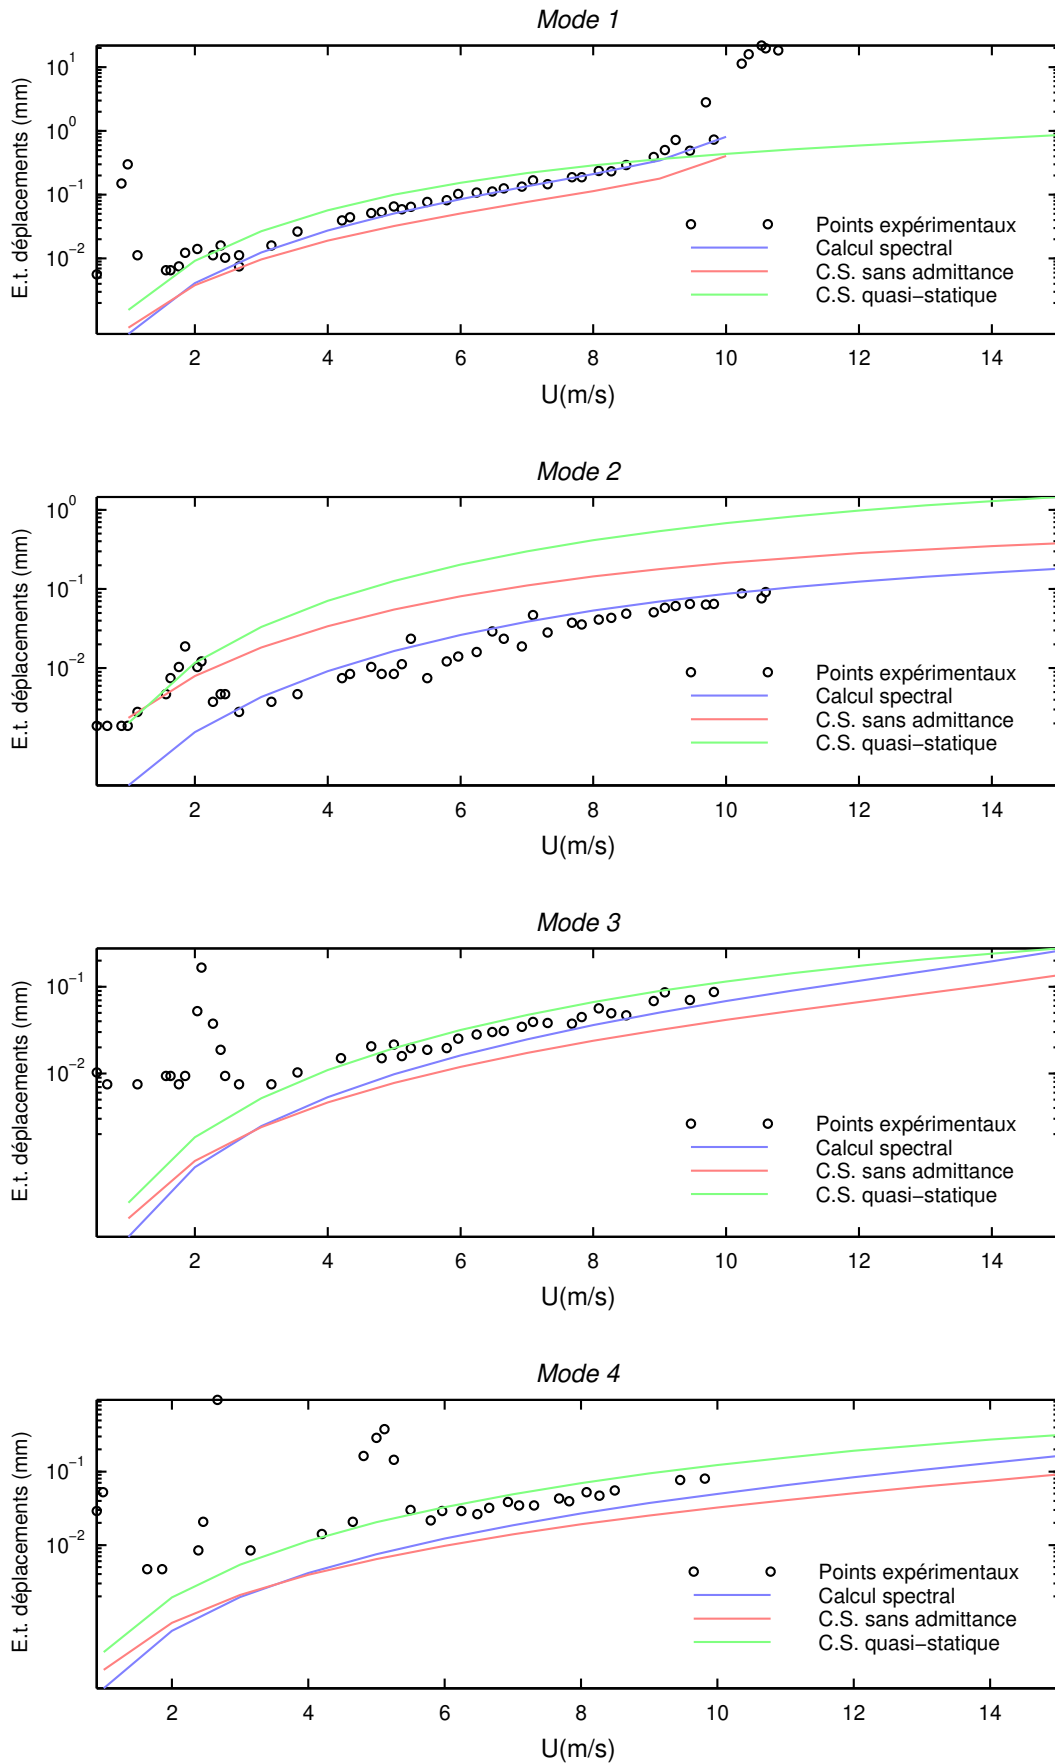 Mode 1
E.t. déplacements (mm)
10^1
10^0
10^−1
10^−2
Points expérimentaux
Calcul spectral
C.S. sans admittance
C.S. quasi−statique
2 4 6 8 10 12 14
U(m/s)
Mode 2
E.t. déplacements (mm)
10^0
10^−1
10^−2
Points expérimentaux
Calcul spectral
C.S. sans admittance
C.S. quasi−statique
2 4 6 8 10 12 14
U(m/s)
Mode 3
E.t. déplacements (mm)
10^−1
10^−2
Points expérimentaux
Calcul spectral
C.S. sans admittance
C.S. quasi−statique
2 4 6 8 10 12 14
U(m/s)
Mode 4
E.t. déplacements (mm)
10^−1
10^−2
Points expérimentaux
Calcul spectral
C.S. sans admittance
C.S. quasi−statique
2 4 6 8 10 12 14
U(m/s)